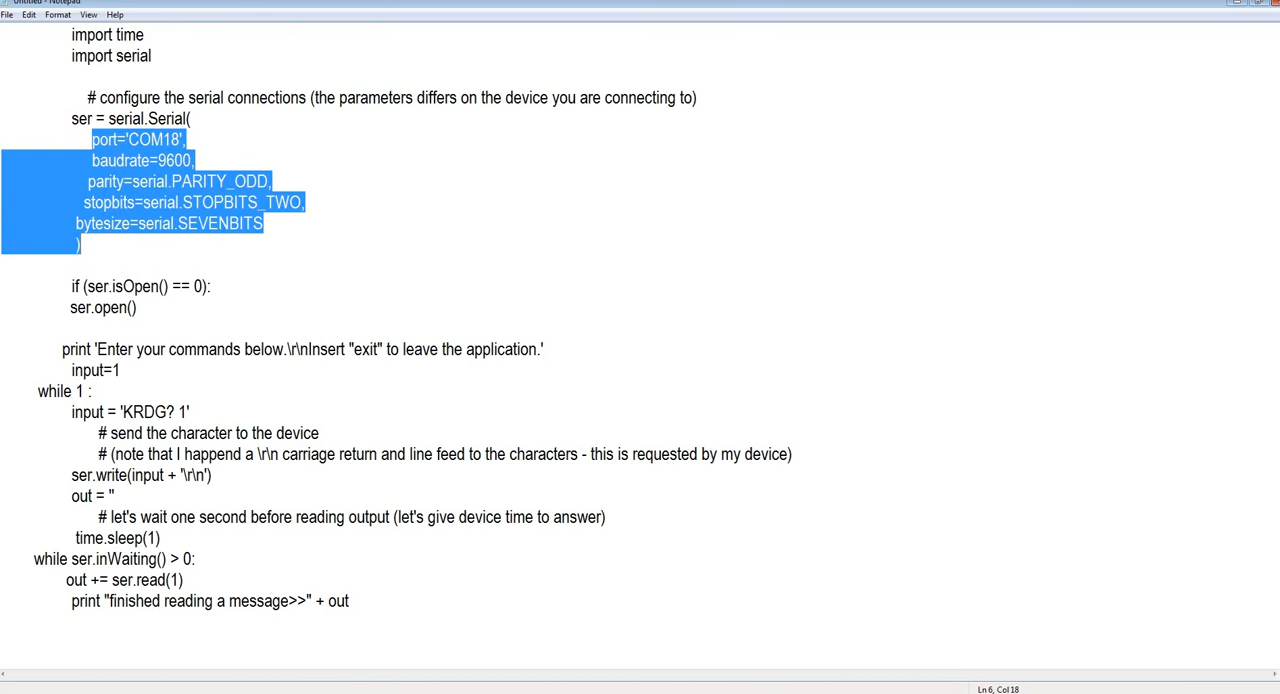 Untitled - Notepad
File Edit Format View Help
import time
import serial
# configure the serial connections (the parameters differs on the device you are connecting to)
ser = serial.Serial(
port='COM18',
baudrate=9600,
parity=serial.PARITY_ODD,
stopbits=serial.STOPBITS_TWO,
bytesize=serial.SEVENBITS
)
if (ser.isOpen() == 0):
ser.open()
print 'Enter your commands below.\r\nInsert "exit" to leave the application.'
input=1
while 1 :
input = 'KRDG? 1'
# send the character to the device
# (note that I happend a \r\n carriage return and line feed to the characters - this is requested by my device)
ser.write(input + '\r\n')
out = ''
# let's wait one second before reading output (let's give device time to answer)
time.sleep(1)
while ser.inWaiting() > 0:
out += ser.read(1)
print "finished reading a message>>" + out
Ln 6, Col 18